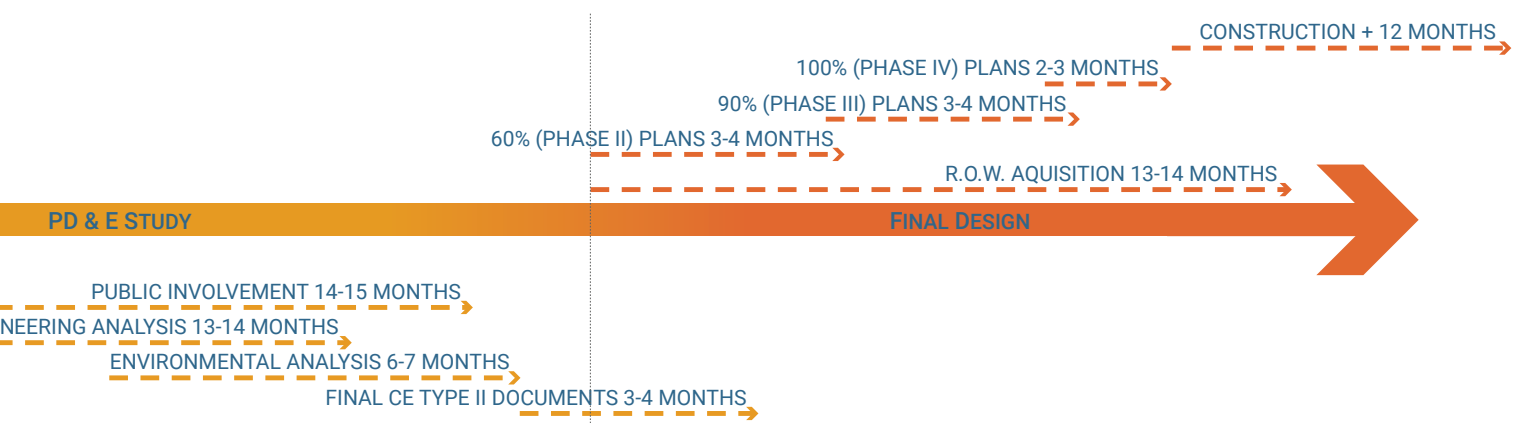 CONSTRUCTION + 12 MONTHS
100% (PHASE IV) PLANS 2-3 MONTHS
90% (PHASE III) PLANS 3-4 MONTHS
60% (PHASE II) PLANS 3-4 MONTHS
R.O.W. AQUISITION 13-14 MONTHS
PD & E STUDY
FINAL DESIGN
PUBLIC INVOLVEMENT 14-15 MONTHS
NEERING ANALYSIS 13-14 MONTHS
ENVIRONMENTAL ANALYSIS 6-7 MONTHS
FINAL CE TYPE II DOCUMENTS 3-4 MONTHS